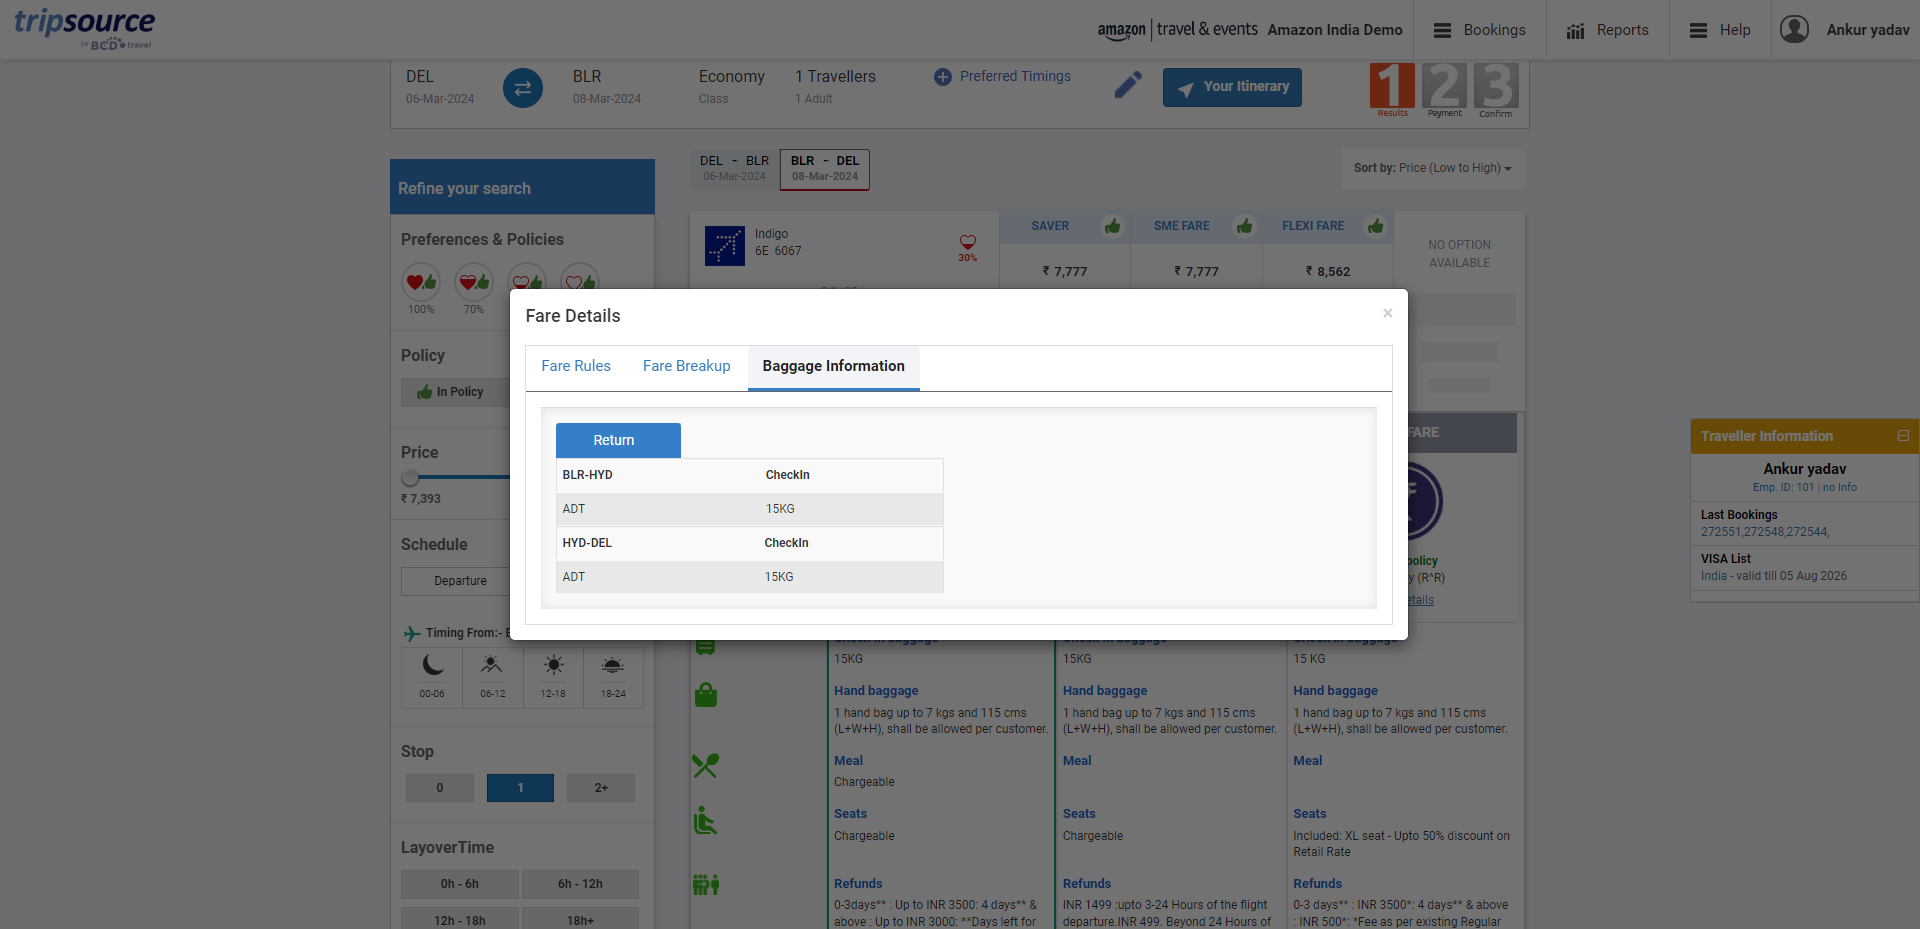 tripsource
by BCD travel
amazon | travel & events Amazon India Demo
Bookings
Reports
Help
Ankur yadav
DEL
06-Mar-2024
BLR
08-Mar-2024
Economy
Class
1 Travellers
1 Adult
Preferred Timings
Your Itinerary
1 2 3
Results Payment Confirm
DEL - BLR
06-Mar-2024
BLR - DEL
08-Mar-2024
Sort by: Price (Low to High)
Refine your search
Preferences & Policies
100% 70%
Policy
In Policy
Price
₹ 7,393
Schedule
Departure
Timing From:-
00-06 06-12 12-18 18-24
Stop
0 1 2+
LayoverTime
0h - 6h 6h - 12h
12h - 18h 18h+
Indigo
6E 6067
30%
SAVER SME FARE FLEXI FARE
₹ 7,777 ₹ 7,777 ₹ 8,562
NO OPTION
AVAILABLE
Fare Details
×
Fare Rules Fare Breakup Baggage Information
Return
BLR-HYD CheckIn
ADT 15KG
HYD-DEL CheckIn
ADT 15KG
FARE
policy
(R^R)
15KG 15KG 15 KG
Hand baggage Hand baggage Hand baggage
1 hand bag up to 7 kgs and 115 cms
(L+W+H), shall be allowed per customer.
1 hand bag up to 7 kgs and 115 cms
(L+W+H), shall be allowed per customer.
1 hand bag up to 7 kgs and 115 cms
(L+W+H), shall be allowed per customer.
Meal Meal Meal
Chargeable
Seats Seats Seats
Chargeable
Chargeable
Included: XL seat - Upto 50% discount on
Retail Rate
Refunds Refunds Refunds
0-3days** : Up to INR 3500: 4 days** &
above : Up to INR 3000: **Days left for
INR 1499 :upto 3-24 Hours of the flight
departure.INR 499. Beyond 24 Hours of
0-3 days** : INR 3500*: 4 days** & above
: INR 500*: *Fee as per existing Regular
Traveller Information
Ankur yadav
Emp. ID: 101 | no Info
Last Bookings
272551,272548,272544,
VISA List
India - valid till 05 Aug 2026